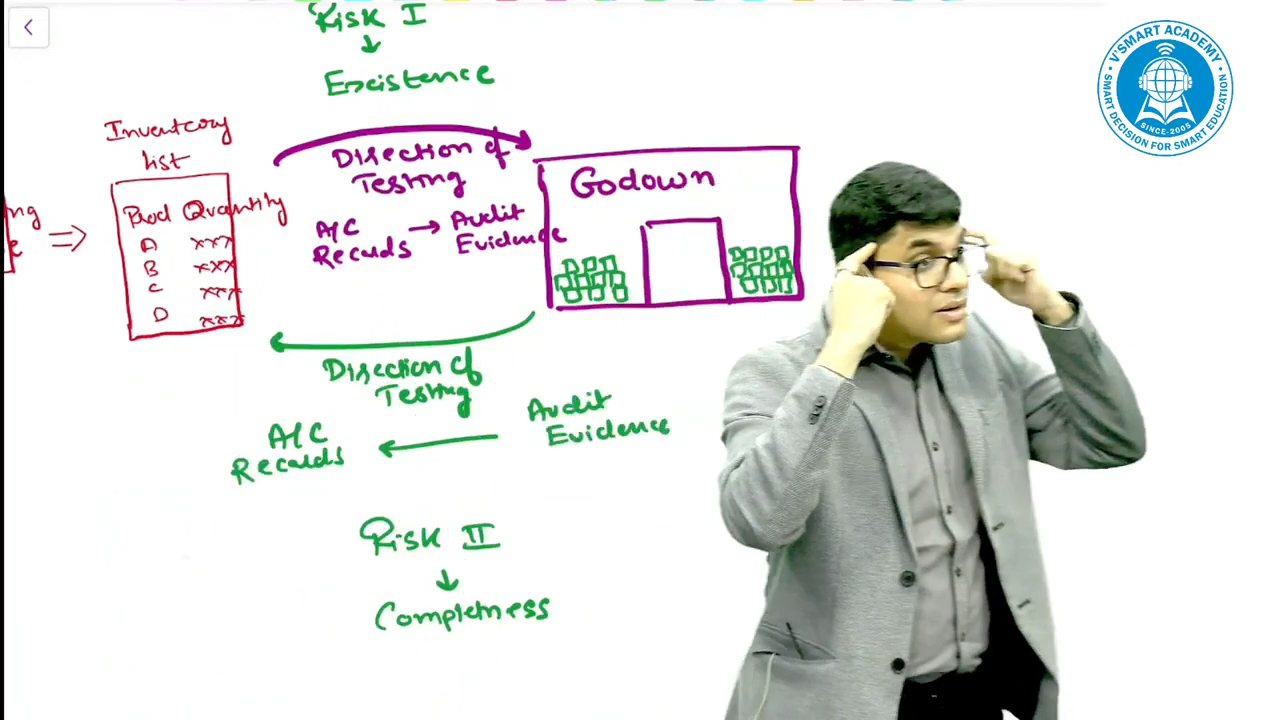 Risk I
↓
Existence
Inventory
List
Prod Quantity
A xxx
B xxx
C xxx
D xxx
⇒
Direction of
Testing
A/C
Records → Audit
Evidence
Godown
Direction of
Testing
A/C
Records ← Audit
Evidence
Risk II
↓
Completness
V'SMART ACADEMY
SINCE-2005
SMART DECISION FOR SMART EDUCATION